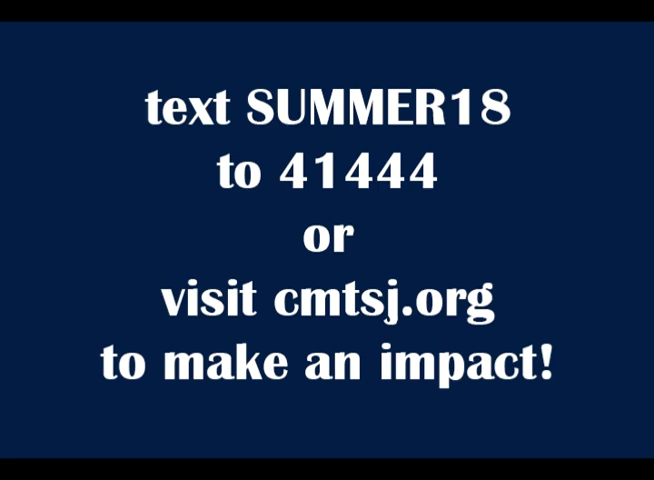 text SUMMER18
to 41444
or
visit cmtsj.org
to make an impact!